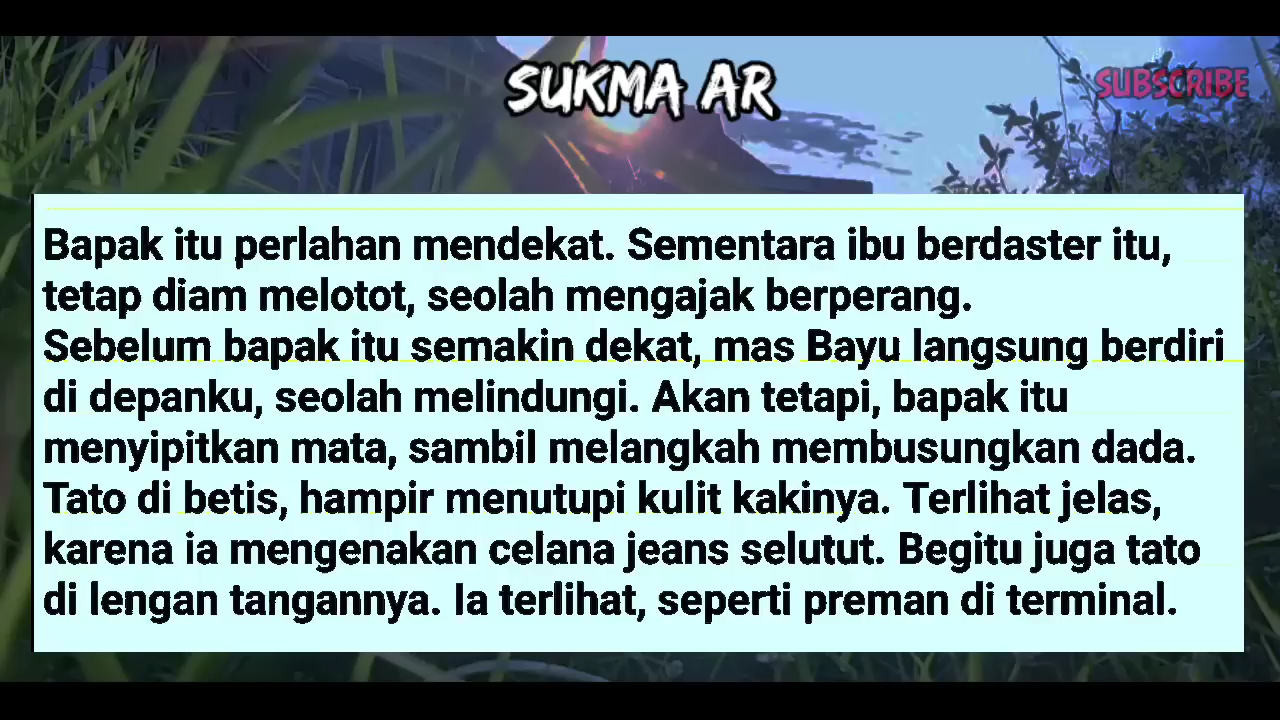 SUKMA AR
SUBSCRIBE
Bapak itu perlahan mendekat. Sementara ibu berdaster itu,
tetap diam melotot, seolah mengajak berperang.
Sebelum bapak itu semakin dekat, mas Bayu langsung berdiri
di depanku, seolah melindungi. Akan tetapi, bapak itu
menyipitkan mata, sambil melangkah membusungkan dada.
Tato di betis, hampir menutupi kulit kakinya. Terlihat jelas,
karena ia mengenakan celana jeans selutut. Begitu juga tato
di lengan tangannya. Ia terlihat, seperti preman di terminal.